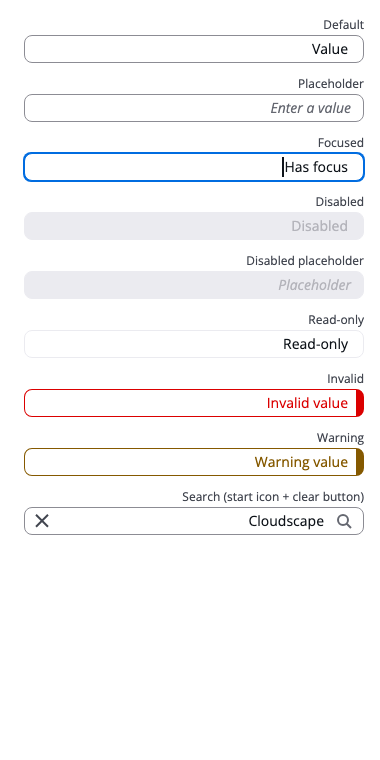 Default
Value
Placeholder
Enter a value
Focused
Has focus
Disabled
Disabled
Disabled placeholder
Placeholder
Read-only
Read-only
Invalid
Invalid value
Warning
Warning value
Search (start icon + clear button)
Cloudscape